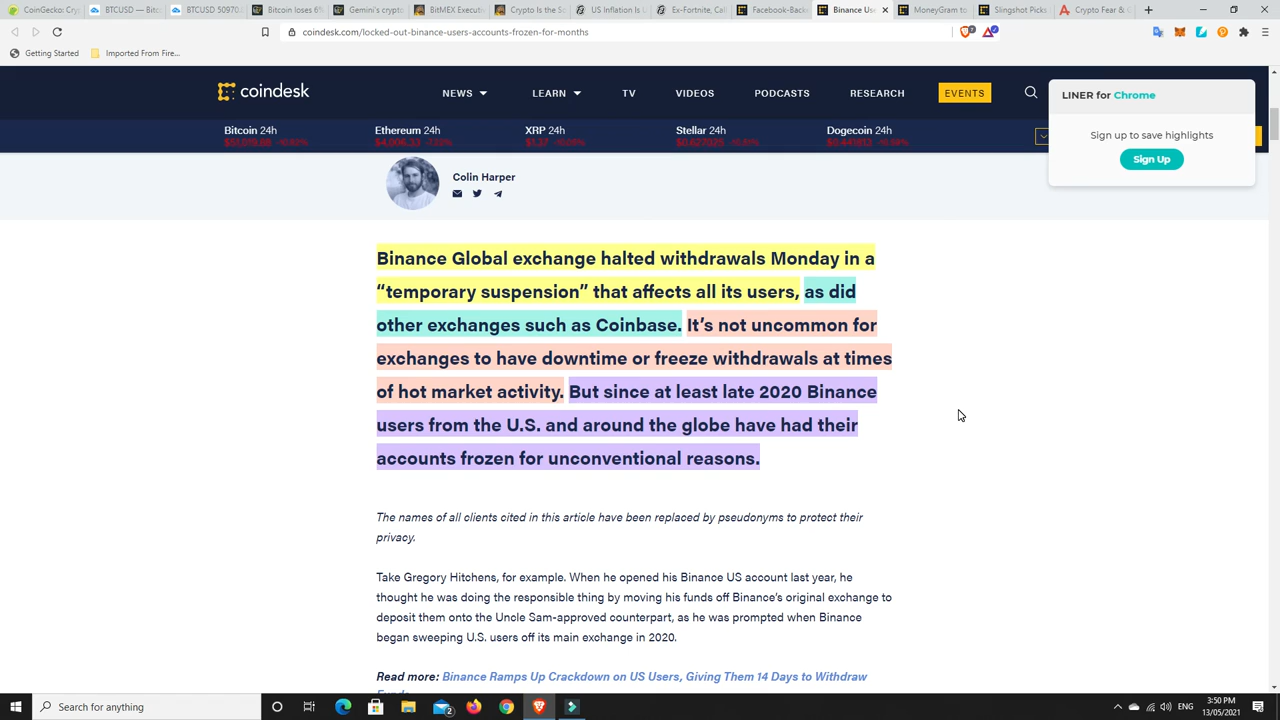 CoinGecko: Cryp
BTCUSD — Bitc
BTCUSD 50970.
Bitcoin loses 6%
Gemini's crypto
BitMEX Execut
Crypto Is the Sc
US Inflation Is U
Ex-Fortnite, Call
Facebook-Back
Binance Use
MoneyGram to
Slingshot Picks
Crypto Fear & G
coindesk.com/locked-out-binance-users-accounts-frozen-for-months
Getting Started
Imported From Fire...
coindesk
NEWS
LEARN
TV
VIDEOS
PODCASTS
RESEARCH
EVENTS
LINER for Chrome
Sign up to save highlights
Sign Up
Bitcoin 24h
Ethereum 24h
XRP 24h
Stellar 24h
Dogecoin 24h
Colin Harper
Binance Global exchange halted withdrawals Monday in a
“temporary suspension” that affects all its users, as did
other exchanges such as Coinbase. It’s not uncommon for
exchanges to have downtime or freeze withdrawals at times
of hot market activity. But since at least late 2020 Binance
users from the U.S. and around the globe have had their
accounts frozen for unconventional reasons.
The names of all clients cited in this article have been replaced by pseudonyms to protect their
privacy.
Take Gregory Hitchens, for example. When he opened his Binance US account last year, he
thought he was doing the responsible thing by moving his funds off Binance’s original exchange to
deposit them onto the Uncle Sam-approved counterpart, as he was prompted when Binance
began sweeping U.S. users off its main exchange in 2020.
Read more: Binance Ramps Up Crackdown on US Users, Giving Them 14 Days to Withdraw
Funds
Search for anything
2
ENG
3:50 PM
13/05/2021